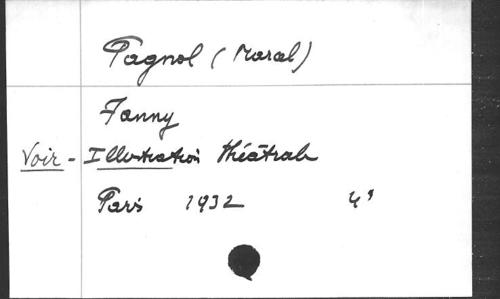 Pagnol (Marcel)
Fanny
Voir - Illustration théâtrale
Paris 1932 4°